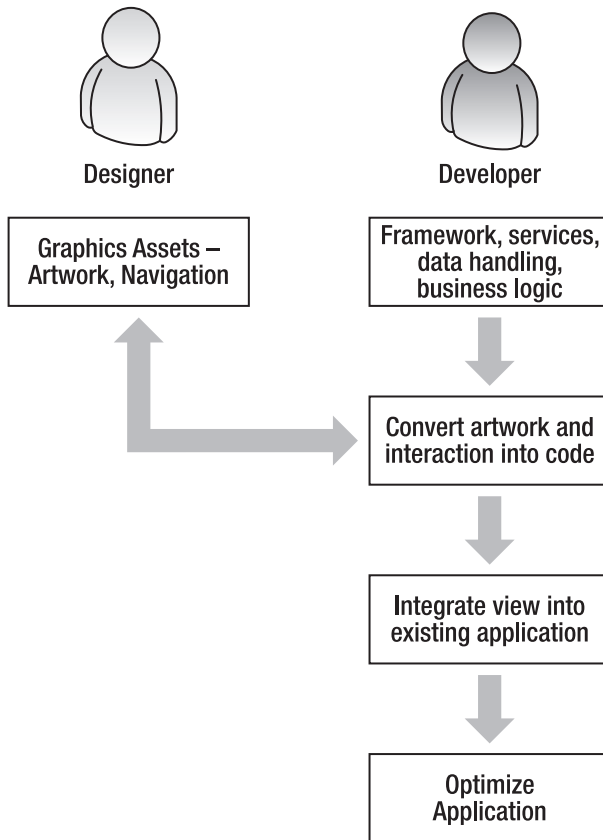 Designer
Developer
Graphics Assets –
Artwork, Navigation
Framework, services,
data handling,
business logic
Convert artwork and
interaction into code
Integrate view into
existing application
Optimize
Application